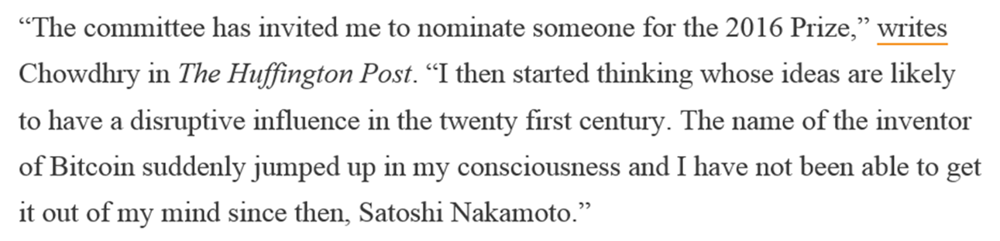 “The committee has invited me to nominate someone for the 2016 Prize,” writes
Chowdhry in The Huffington Post. “I then started thinking whose ideas are likely
to have a disruptive influence in the twenty first century. The name of the inventor
of Bitcoin suddenly jumped up in my consciousness and I have not been able to get
it out of my mind since then, Satoshi Nakamoto.”